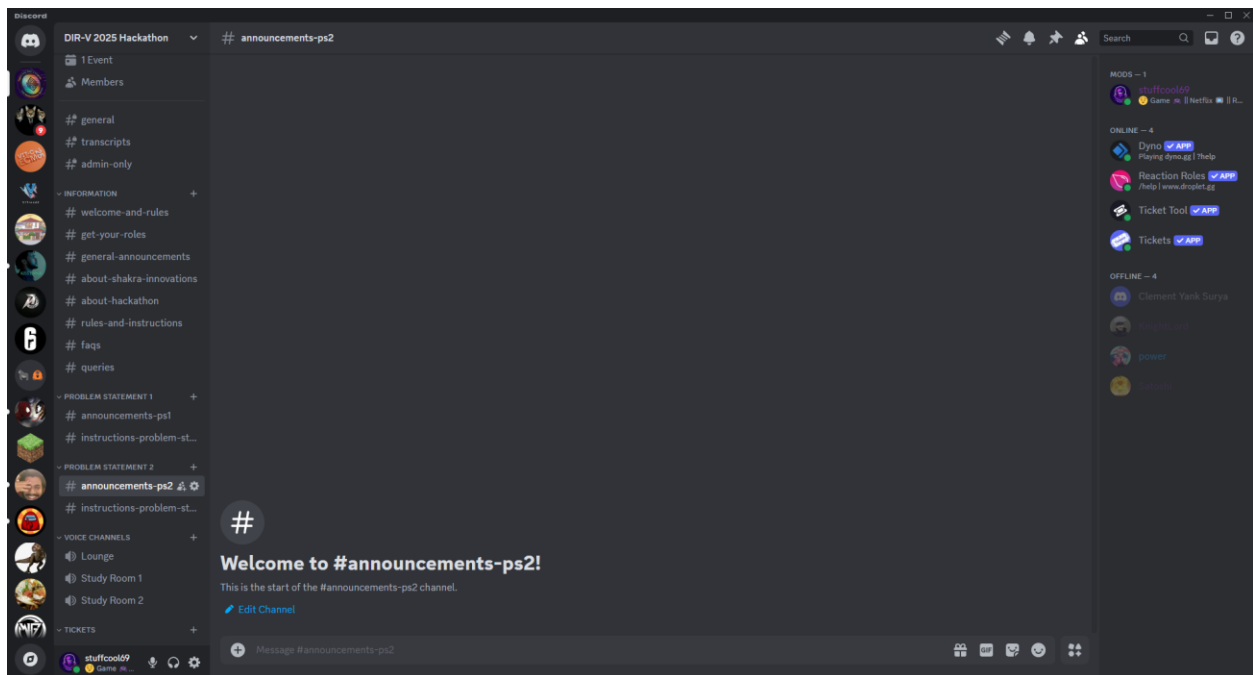 Discord
DIR-V 2025 Hackathon
1 Event
Members
general
transcripts
admin-only
INFORMATION
# welcome-and-rules
# get-your-roles
# general-announcements
# about-shakra-innovations
# about-hackathon
# rules-and-instructions
# faqs
# queries
PROBLEM STATEMENT 1
# announcements-ps1
# instructions-problem-st...
PROBLEM STATEMENT 2
# announcements-ps2
# instructions-problem-st...
VOICE CHANNELS
Lounge
Study Room 1
Study Room 2
TICKETS
stuffcool69
Game
9
# announcements-ps2
Search
#
Welcome to #announcements-ps2!
This is the start of the #announcements-ps2 channel.
Edit Channel
Message #announcements-ps2
GIF
MODS — 1
stuffcool69
Game || Netflix || R...
ONLINE — 4
Dyno ✓ APP
Playing dyno.gg | ?help
Reaction Roles ✓ APP
/help | www.droplet.gg
Ticket Tool ✓ APP
Tickets ✓ APP
OFFLINE — 4
Clement Yank Surya
power